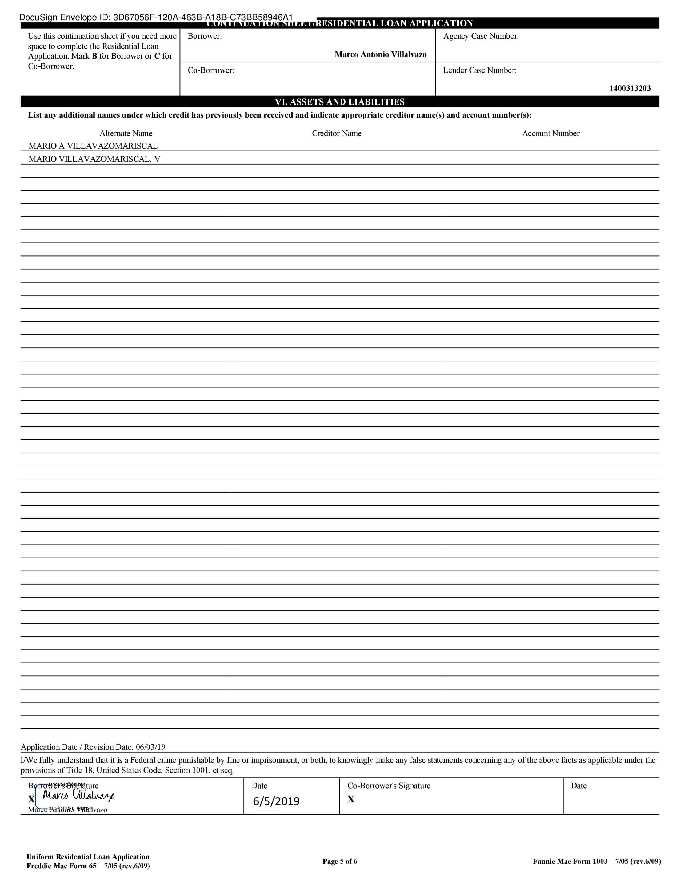 DocuSign Envelope ID: 3D67056F-120A-463B-A18B-C73BB58946A1
CONTINUATION SHEET/RESIDENTIAL LOAN APPLICATION
Use this continuation sheet if you need more
space to complete the Residential Loan
Application. Mark B for Borrower or C for
Co-Borrower.
Borrower:
Marco Antonio Villalvazo
Co-Borrower:
Agency Case Number:
Lender Case Number:
1400313203
VI. ASSETS AND LIABILITIES
List any additional names under which credit has previously been received and indicate appropriate creditor name(s) and account number(s):
Alternate Name Creditor Name Account Number
MARIO A VILLAVAZOMARISCAL
MARIO VILLAVAZOMARISCAL, V
Application Date / Revision Date: 06/03/19
I/We fully understand that it is a Federal crime punishable by fine or imprisonment, or both, to knowingly make any false statements concerning any of the above facts as applicable under the
provisions of Title 18, United States Code, Section 1001, et seq.
Borrower's Signature
X
Marco Antonio Villalvazo
Date
6/5/2019
Co-Borrower's Signature
X
Date
Uniform Residential Loan Application
Freddie Mac Form 65 7/05 (rev.6/09)
Page 5 of 6
Fannie Mae Form 1003 7/05 (rev.6/09)